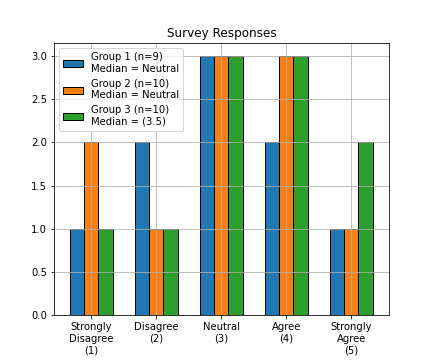 Survey Responses
Group 1 (n=9)
Median = Neutral
Group 2 (n=10)
Median = Neutral
Group 3 (n=10)
Median = (3.5)
3.0
2.5
2.0
1.5
1.0
0.5
0.0
Strongly
Disagree
(1)
Disagree
(2)
Neutral
(3)
Agree
(4)
Strongly
Agree
(5)